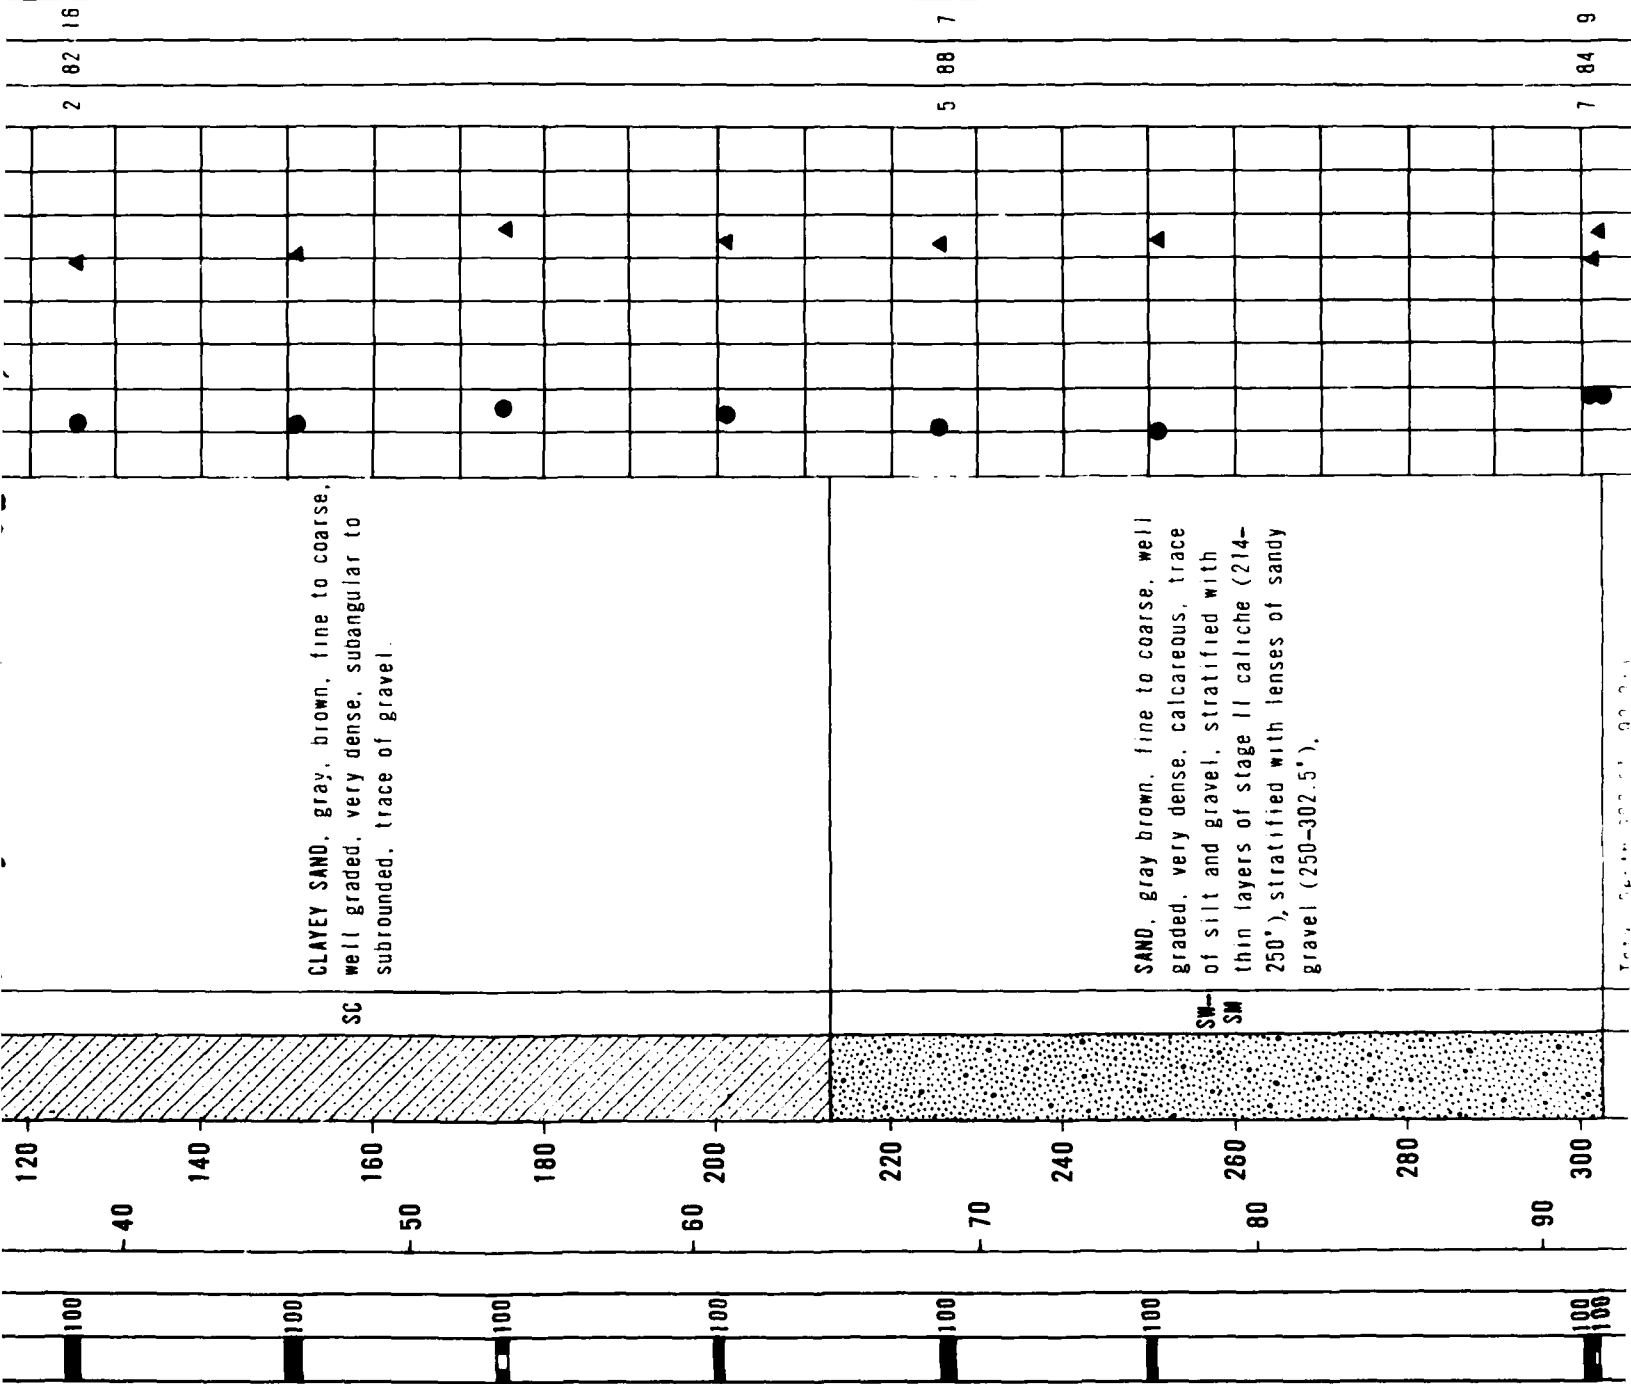 2 82 16
5 88 7
7 84 9
CLAYEY SAND, gray, brown, fine to coarse,
well graded, very dense, subangular to
subrounded, trace of gravel.
SAND, gray brown, fine to coarse, well
graded, very dense, calcareous, trace
of silt and gravel, stratified with
thin layers of stage II caliche (214–
250'), stratified with lenses of sandy
gravel (250–302.5'),
SC
SW–
SM
120
140
160
180
200
220
240
260
280
300
40
50
60
70
80
90
100
100
100
100
100
100
100
100